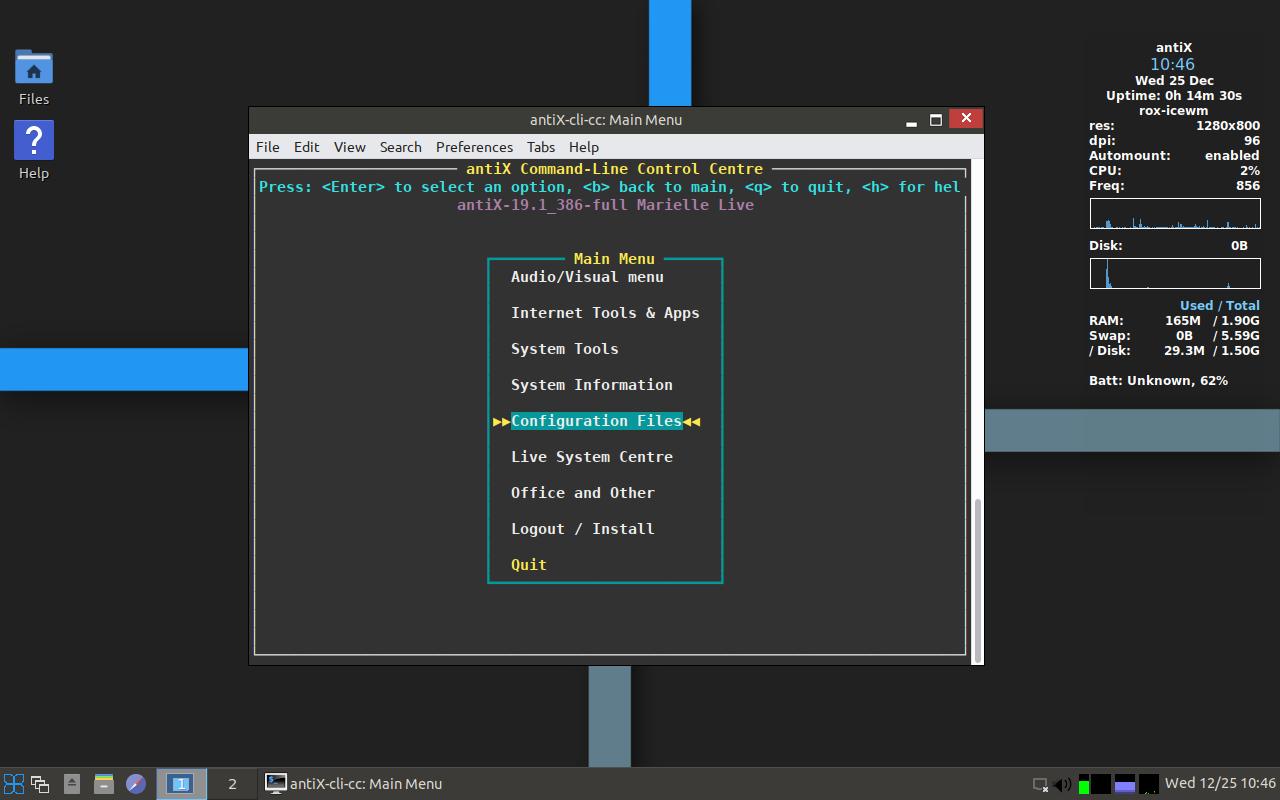 Files
Help
antiX-cli-cc: Main Menu
File Edit View Search Preferences Tabs Help
antiX Command-Line Control Centre
Press: <Enter> to select an option, <b> back to main, <q> to quit, <h> for hel
antiX-19.1_386-full Marielle Live
Main Menu
Audio/Visual menu
Internet Tools & Apps
System Tools
System Information
Configuration Files
Live System Centre
Office and Other
Logout / Install
Quit
antiX
10:46
Wed 25 Dec
Uptime: 0h 14m 30s
rox-icewm
res: 1280x800
dpi: 96
Automount: enabled
CPU: 2%
Freq: 856
Disk: 0B
Used / Total
RAM: 165M / 1.90G
Swap: 0B / 5.59G
/ Disk: 29.3M / 1.50G
Batt: Unknown, 62%
1 2 antiX-cli-cc: Main Menu Wed 12/25 10:46